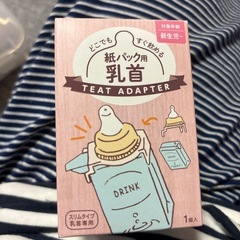 どこでも
すぐ飲める
対象年齢
新生児~
紙パック用
乳首
TEAT ADAPTER
DRINK
スリムタイプ
乳首専用
1個入